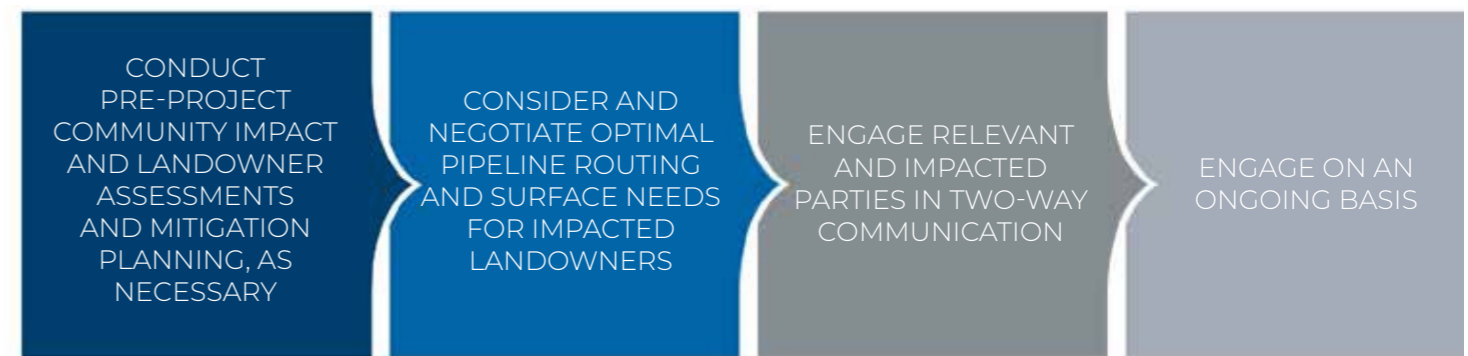 CONDUCT
PRE-PROJECT
COMMUNITY IMPACT
AND LANDOWNER
ASSESSMENTS
AND MITIGATION
PLANNING, AS
NECESSARY
CONSIDER AND
NEGOTIATE OPTIMAL
PIPELINE ROUTING
AND SURFACE NEEDS
FOR IMPACTED
LANDOWNERS
ENGAGE RELEVANT
AND IMPACTED
PARTIES IN TWO-WAY
COMMUNICATION
ENGAGE ON AN
ONGOING BASIS